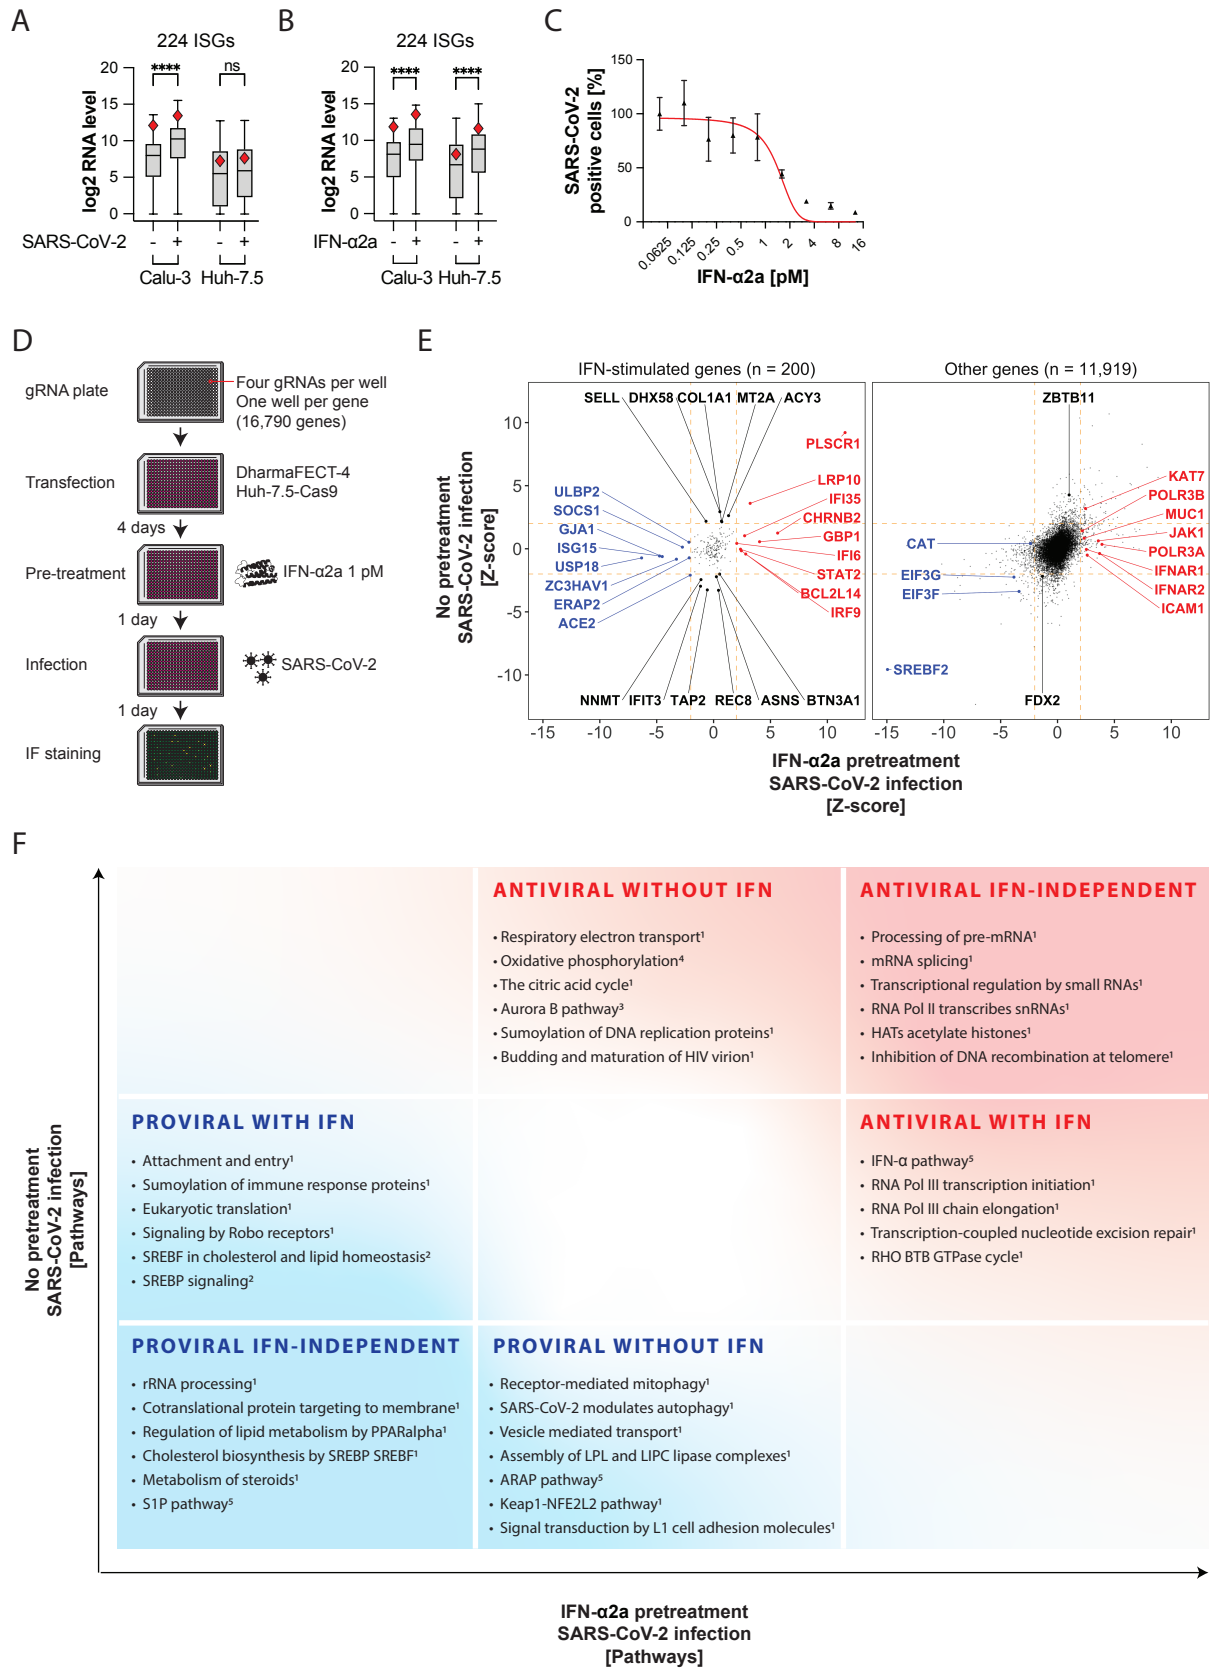 A
224 ISGs
****
ns
log2 RNA level
20
15
10
5
0
SARS-CoV-2
- + - +
Calu-3 Huh-7.5
B
224 ISGs
****
****
log2 RNA level
20
15
10
5
0
IFN-α2a
- + - +
Calu-3 Huh-7.5
C
SARS-CoV-2
positive cells [%]
150
100
50
0
0.0625 0.125 0.25 0.5 1 2 4 8 16
IFN-α2a [pM]
D
gRNA plate
Four gRNAs per well
One well per gene
(16,790 genes)
Transfection
DharmaFECT-4
Huh-7.5-Cas9
4 days
Pre-treatment
IFN-α2a 1 pM
1 day
Infection
SARS-CoV-2
1 day
IF staining
E
IFN-stimulated genes (n = 200)
Other genes (n = 11,919)
No pretreatment
SARS-CoV-2 infection
[Z-score]
10
5
0
-5
-10
SELL DHX58 COL1A1 MT2A ACY3
PLSCR1
LRP10
IFI35
CHRNB2
GBP1
IFI6
STAT2
BCL2L14
IRF9
ULBP2
SOCS1
GJA1
ISG15
USP18
ZC3HAV1
ERAP2
ACE2
NNMT IFIT3 TAP2 REC8 ASNS BTN3A1
-15 -10 -5 0 5 10
ZBTB11
KAT7
POLR3B
MUC1
JAK1
POLR3A
IFNAR1
IFNAR2
ICAM1
CAT
EIF3G
EIF3F
SREBF2
FDX2
-15 -10 -5 0 5 10
IFN-α2a pretreatment
SARS-CoV-2 infection
[Z-score]
F
No pretreatment
SARS-CoV-2 infection
[Pathways]
ANTIVIRAL WITHOUT IFN
• Respiratory electron transport¹
• Oxidative phosphorylation⁴
• The citric acid cycle¹
• Aurora B pathway³
• Sumoylation of DNA replication proteins¹
• Budding and maturation of HIV virion¹
ANTIVIRAL IFN-INDEPENDENT
• Processing of pre-mRNA¹
• mRNA splicing¹
• Transcriptional regulation by small RNAs¹
• RNA Pol II transcribes snRNAs¹
• HATs acetylate histones¹
• Inhibition of DNA recombination at telomere¹
PROVIRAL WITH IFN
• Attachment and entry¹
• Sumoylation of immune response proteins¹
• Eukaryotic translation¹
• Signaling by Robo receptors¹
• SREBF in cholesterol and lipid homeostasis²
• SREBP signaling²
ANTIVIRAL WITH IFN
• IFN-α pathway⁵
• RNA Pol III transcription initiation¹
• RNA Pol III chain elongation¹
• Transcription-coupled nucleotide excision repair¹
• RHO BTB GTPase cycle¹
PROVIRAL IFN-INDEPENDENT
• rRNA processing¹
• Cotranslational protein targeting to membrane¹
• Regulation of lipid metabolism by PPARalpha¹
• Cholesterol biosynthesis by SREBP SREBF¹
• Metabolism of steroids¹
• S1P pathway⁵
PROVIRAL WITHOUT IFN
• Receptor-mediated mitophagy¹
• SARS-CoV-2 modulates autophagy¹
• Vesicle mediated transport¹
• Assembly of LPL and LIPC lipase complexes¹
• ARAP pathway⁵
• Keap1-NFE2L2 pathway¹
• Signal transduction by L1 cell adhesion molecules¹
IFN-α2a pretreatment
SARS-CoV-2 infection
[Pathways]